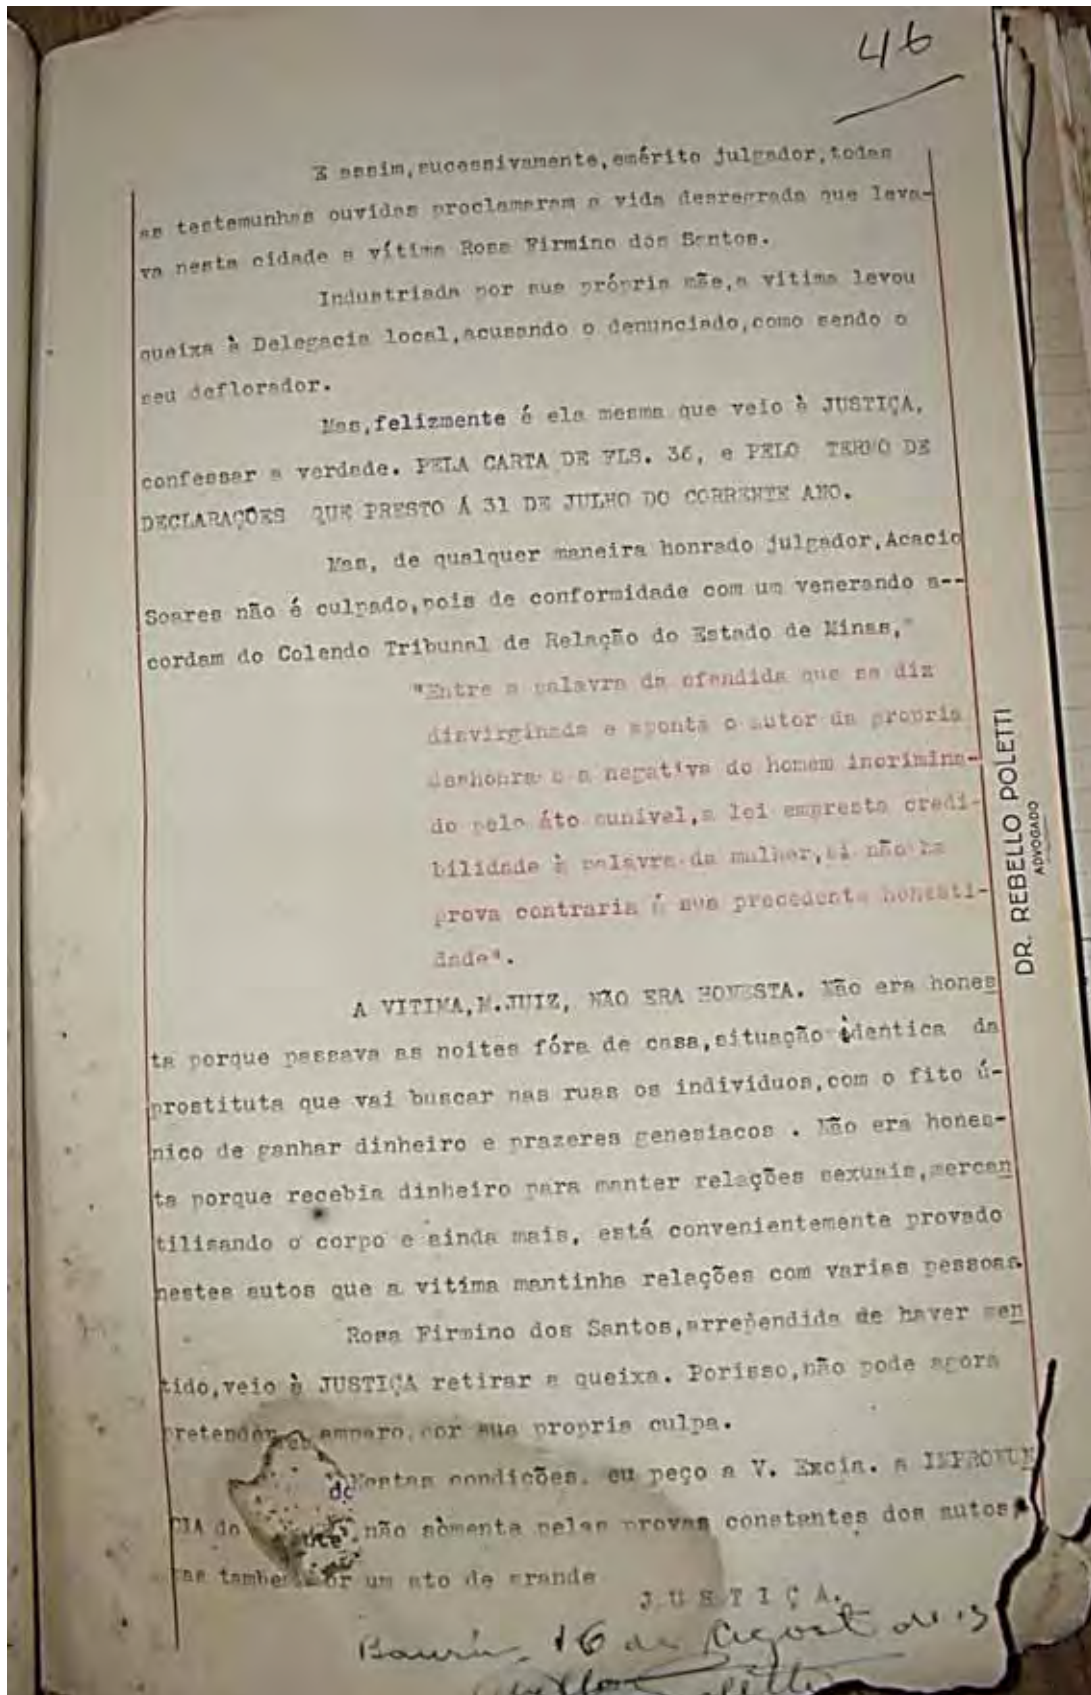 46
E assim,sucessivamente,emérito julgador,todas
as testemunhas ouvidas proclamaram a vida desregrada que leva-
va nesta cidade a vítima Rosa Firmino dos Santos.
Industriada por sua própria mãe,a vitima levou
queixa à Delegacia local,acusando o denunciado,como sendo o
seu deflorador.
Mas,felizmente é ela mesma que veio à JUSTIÇA,
confessar a verdade. PELA CARTA DE FLS. 36, e PELO TERMO DE
DECLARAÇÕES QUE PRESTO Á 31 DE JULHO DO CORRENTE ANO.
Mas, de qualquer maneira honrado julgador,Acacio
Soares não é culpado,pois de conformidade com um venerando a--
cordam do Colendo Tribunal de Relação do Estado de Minas,"
"Entre a palavra da ofendida que se diz
disvirginada e aponta o autor da propria
deshonra e a negativa do homem incrimina-
do pelo áto punível,a lei empresta credi-
bilidade à palavra da mulher,si não ha
prova contraria á sua precedente honesti-
dade".
A VITIMA,M.JUIZ, NÃO ERA HONESTA. Não era hones
ta porque passava as noites fóra de casa,situação identica da
prostituta que vai buscar nas ruas os individuos,com o fito ú-
nico de ganhar dinheiro e prazeres genesiacos . Não era hones-
ta porque recebia dinheiro para manter relações sexuais,mercan
tilisando o corpo e ainda mais, está convenientemente provado
nestes autos que a vitima mantinha relações com varias pessoas.
Rosa Firmino dos Santos,arrependida de haver men
tido,veio à JUSTIÇA retirar a queixa. Porisso,não pode agora
pretender amparo,por sua propria culpa.
Nestas condições, eu peço a V. Excia. a IMPRONUN
CIA do não sòmente pelas provas constantes dos autos,
mas tambem por um ato de grande
J U S T I Ç A.
Baurú, 16 de Agosto de 19
DR. REBELLO POLETTI
ADVOGADO